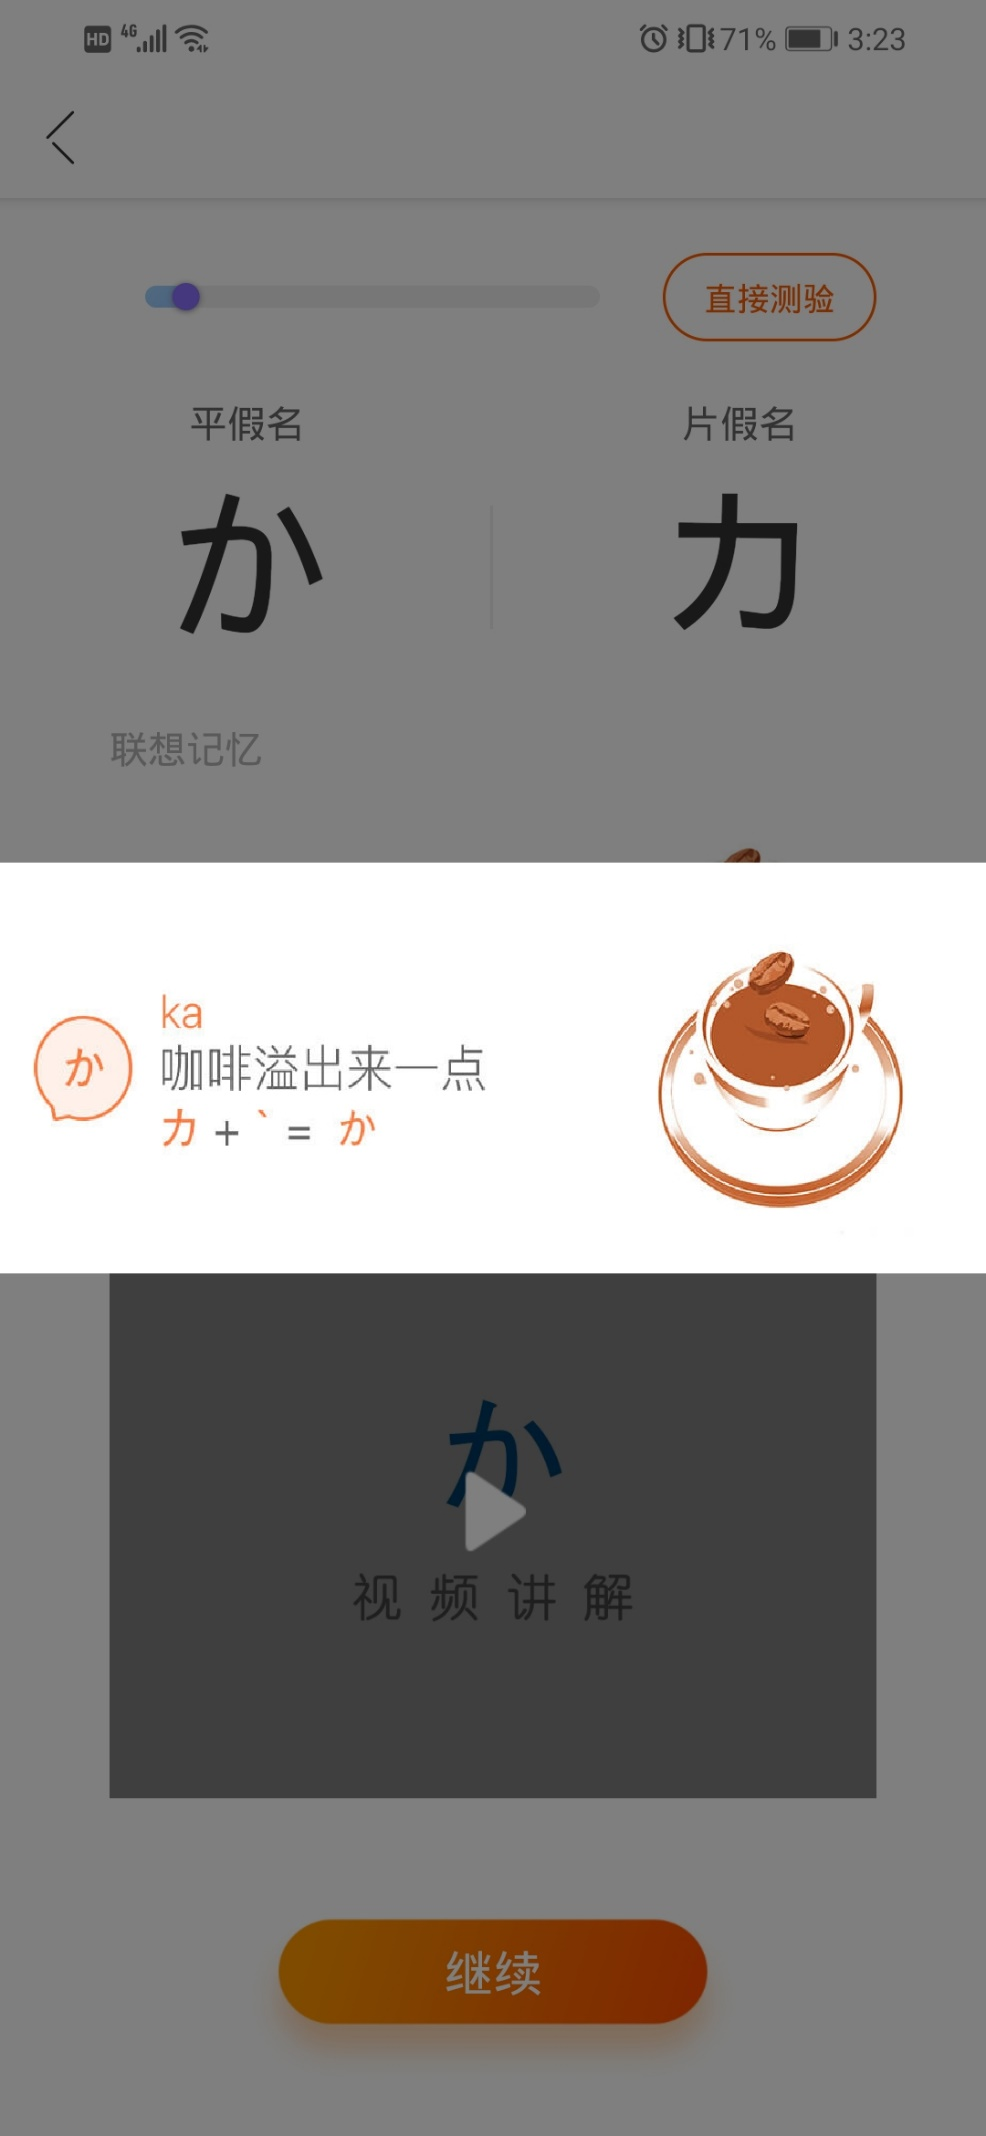 HD 4G 71% 3:23
直接测验
平假名 片假名
か カ
联想记忆
か
ka
咖啡溢出来一点
カ + ` = か
か
视频讲解
继续